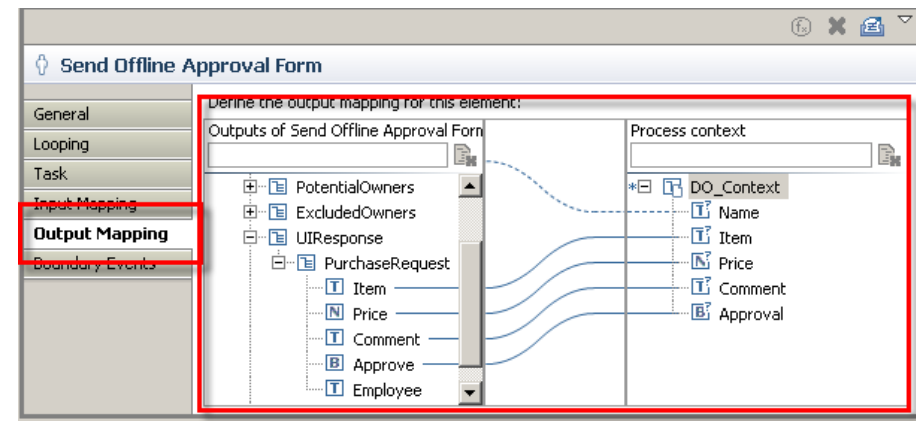 Send Offline Approval Form
General
Looping
Task
Input Mapping
Output Mapping
Boundary Events
Define the output mapping for this element:
Outputs of Send Offline Approval Forn
PotentialOwners
ExcludedOwners
UIResponse
PurchaseRequest
T Item
N Price
T Comment
B Approve
T Employee
Process context
* DO_Context
T? Name
T? Item
N? Price
T? Comment
B? Approval